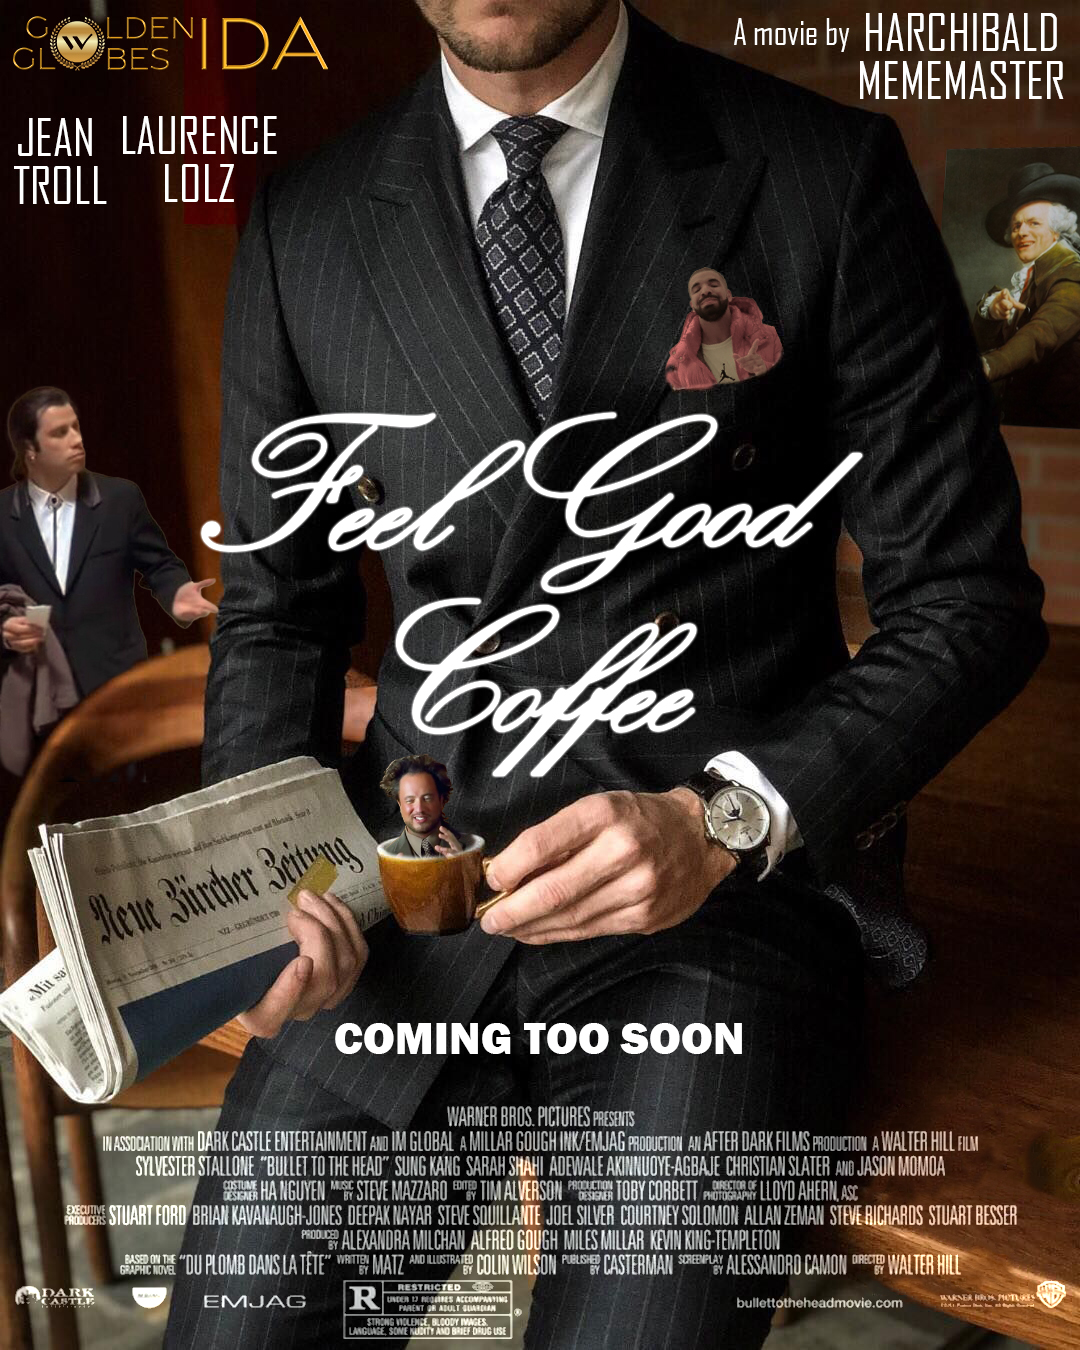 GOLDEN
GLOBES IDA
A movie by HARCHIBALD
MEMEMASTER
JEAN
TROLL
LAURENCE
LOLZ
Feel Good
Coffee
Neue Zürcher Zeitung
«Mit sa
COMING TOO SOON
WARNER BROS. PICTURES PRESENTS
IN ASSOCIATION WITH DARK CASTLE ENTERTAINMENT AND IM GLOBAL A MILLAR GOUGH INK/EMJAG PRODUCTION AN AFTER DARK FILMS PRODUCTION A WALTER HILL FILM
SYLVESTER STALLONE "BULLET TO THE HEAD" SUNG KANG SARAH SHAHI ADEWALE AKINNUOYE-AGBAJE CHRISTIAN SLATER AND JASON MOMOA
COSTUME DESIGNER HA NGUYEN MUSIC BY STEVE MAZZARO EDITED BY TIM ALVERSON PRODUCTION DESIGNER TOBY CORBETT DIRECTOR OF PHOTOGRAPHY LLOYD AHERN, ASC
EXECUTIVE PRODUCERS STUART FORD BRIAN KAVANAUGH-JONES DEEPAK NAYAR STEVE SQUILLANTE JOEL SILVER COURTNEY SOLOMON ALLAN ZEMAN STEVE RICHARDS STUART BESSER
PRODUCED BY ALEXANDRA MILCHAN ALFRED GOUGH MILES MILLAR KEVIN KING-TEMPLETON
BASED ON THE GRAPHIC NOVEL "DU PLOMB DANS LA TÊTE" WRITTEN BY MATZ AND ILLUSTRATED BY COLIN WILSON PUBLISHED BY CASTERMAN SCREENPLAY BY ALESSANDRO CAMON DIRECTED BY WALTER HILL
DARK
CASTLE
EMJAG
R RESTRICTED
UNDER 17 REQUIRES ACCOMPANYING
PARENT OR ADULT GUARDIAN
®
STRONG VIOLENCE, BLOODY IMAGES,
LANGUAGE, SOME NUDITY AND BRIEF DRUG USE
bullettotheheadmovie.com
WARNER BROS. PICTURES
WB